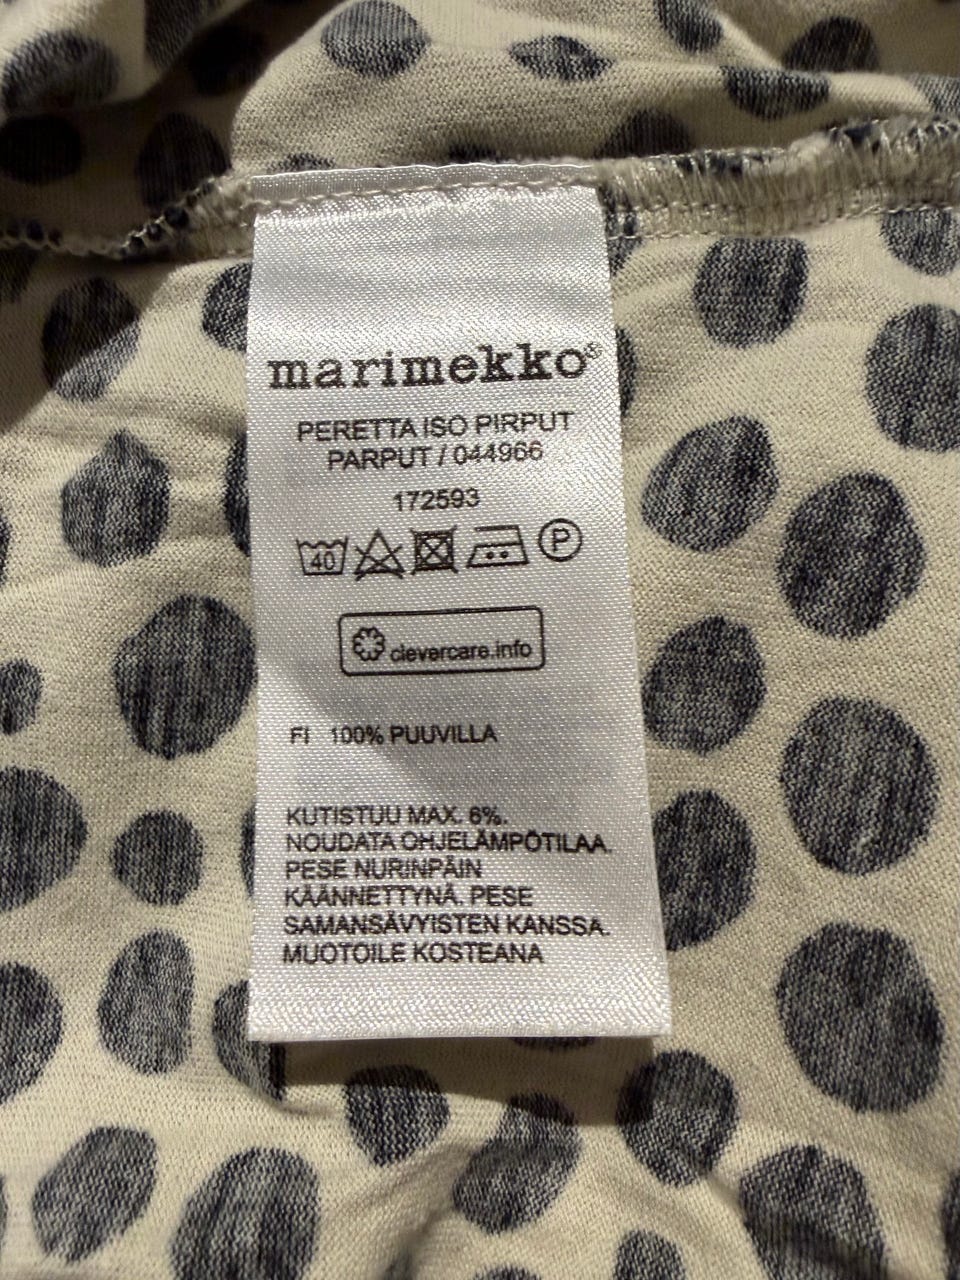 marimekko®
PERETTA ISO PIRPUT
PARPUT / 044966
172593
40 P
clevercare.info
FI 100% PUUVILLA
KUTISTUU MAX. 6%.
NOUDATA OHJELÄMPÖTILAA.
PESE NURINPÄIN
KÄÄNNETTYNÄ. PESE
SAMANSÄVYISTEN KANSSA.
MUOTOILE KOSTEANA